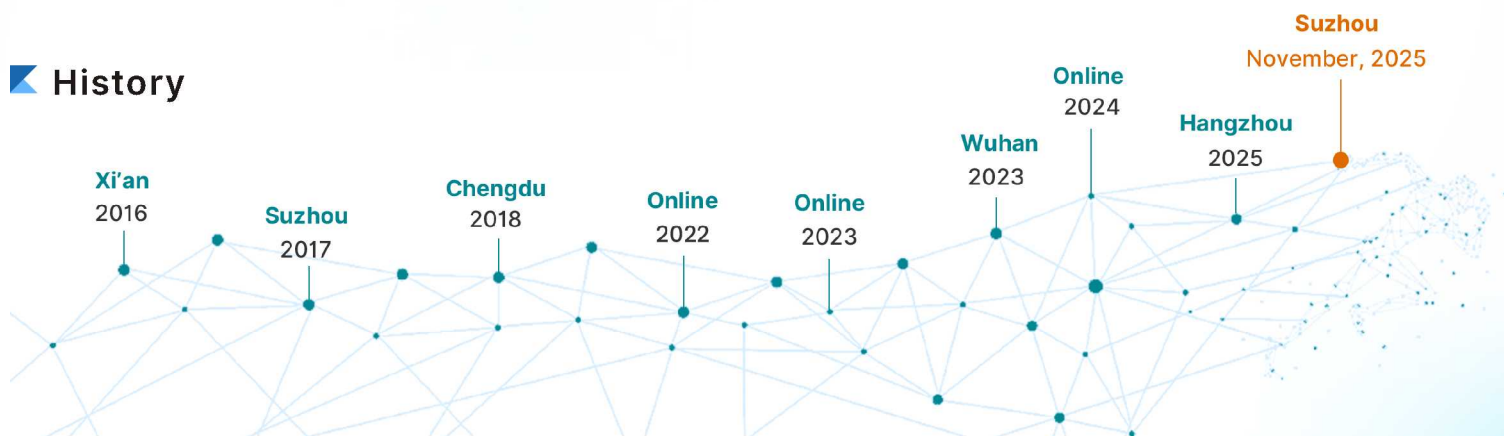 History
Xi'an
2016
Suzhou
2017
Chengdu
2018
Online
2022
Online
2023
Wuhan
2023
Online
2024
Hangzhou
2025
Suzhou
November, 2025